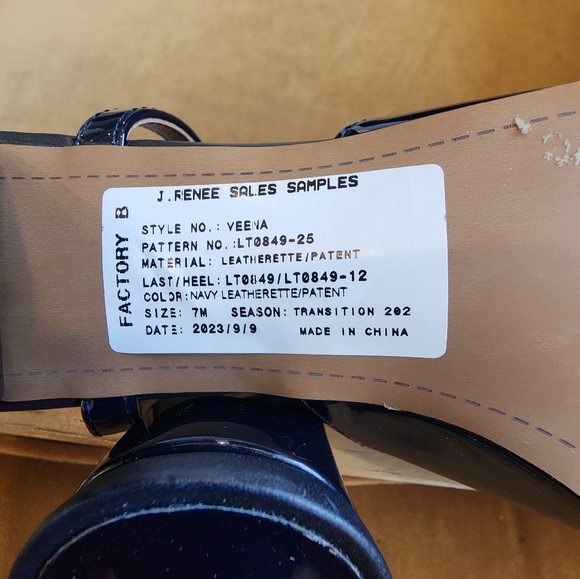 J.RENEE SALES SAMPLES
FACTORY B
STYLE NO.: VEENA
PATTERN NO.:LT0849-25
MATERIAL: LEATHERETTE/PATENT
LAST/HEEL: LT0849/LT0849-12
COLOR:NAVY LEATHERETTE/PATENT
SIZE: 7M SEASON: TRANSITION 202
DATE: 2023/9/9 MADE IN CHINA